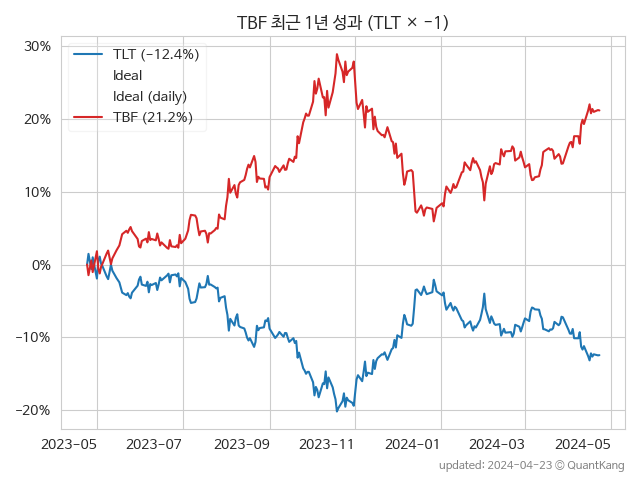 TBF 최근 1년 성과 (TLT × −1)
TLT (−12.4%)
Ideal
Ideal (daily)
TBF (21.2%)
30%
20%
10%
0%
−10%
−20%
2023-05 2023-07 2023-09 2023-11 2024-01 2024-03 2024-05
updated: 2024-04-23 © QuantKang